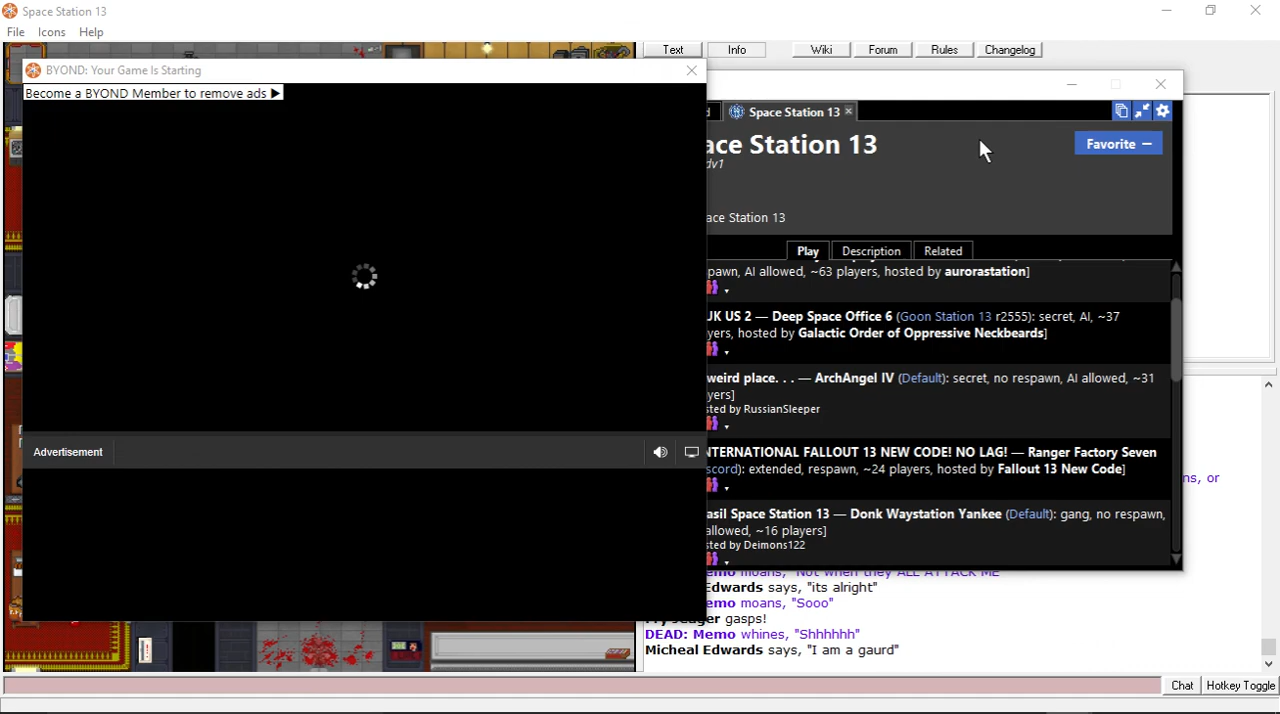 Space Station 13
File Icons Help
Text Info Wiki Forum Rules Changelog
BYOND: Your Game Is Starting
Become a BYOND Member to remove ads ▶
Advertisement
d Space Station 13
ace Station 13
dv1
Favorite −
ace Station 13
Play Description Related
pawn, AI allowed, ~63 players, hosted by aurorastation]
UK US 2 — Deep Space Office 6 (Goon Station 13 r2555): secret, AI, ~37
yers, hosted by Galactic Order of Oppressive Neckbeards]
weird place. . . — ArchAngel IV (Default): secret, no respawn, AI allowed, ~31
yers]
sted by RussianSleeper
NTERNATIONAL FALLOUT 13 NEW CODE! NO LAG! — Ranger Factory Seven
scord): extended, respawn, ~24 players, hosted by Fallout 13 New Code]
asil Space Station 13 — Donk Waystation Yankee (Default): gang, no respawn,
allowed, ~16 players]
sted by Deimons122
ns, or
emo moans, "Not when they ALL ATTACK ME"
Edwards says, "its alright"
emo moans, "Sooo"
gasps!
DEAD: Memo whines, "Shhhhhh"
Micheal Edwards says, "I am a gaurd"
Chat Hotkey Toggle